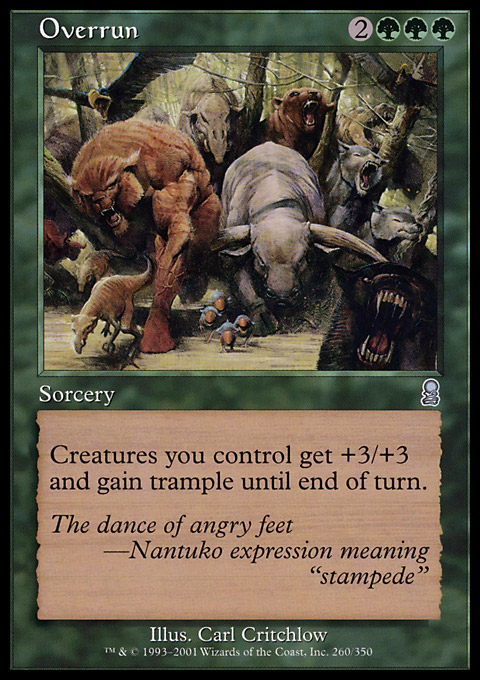 Overrun 2
Sorcery
Creatures you control get +3/+3
and gain trample until end of turn.
The dance of angry feet
—Nantuko expression meaning
“stampede”
Illus. Carl Critchlow
™ & © 1993–2001 Wizards of the Coast, Inc. 260/350